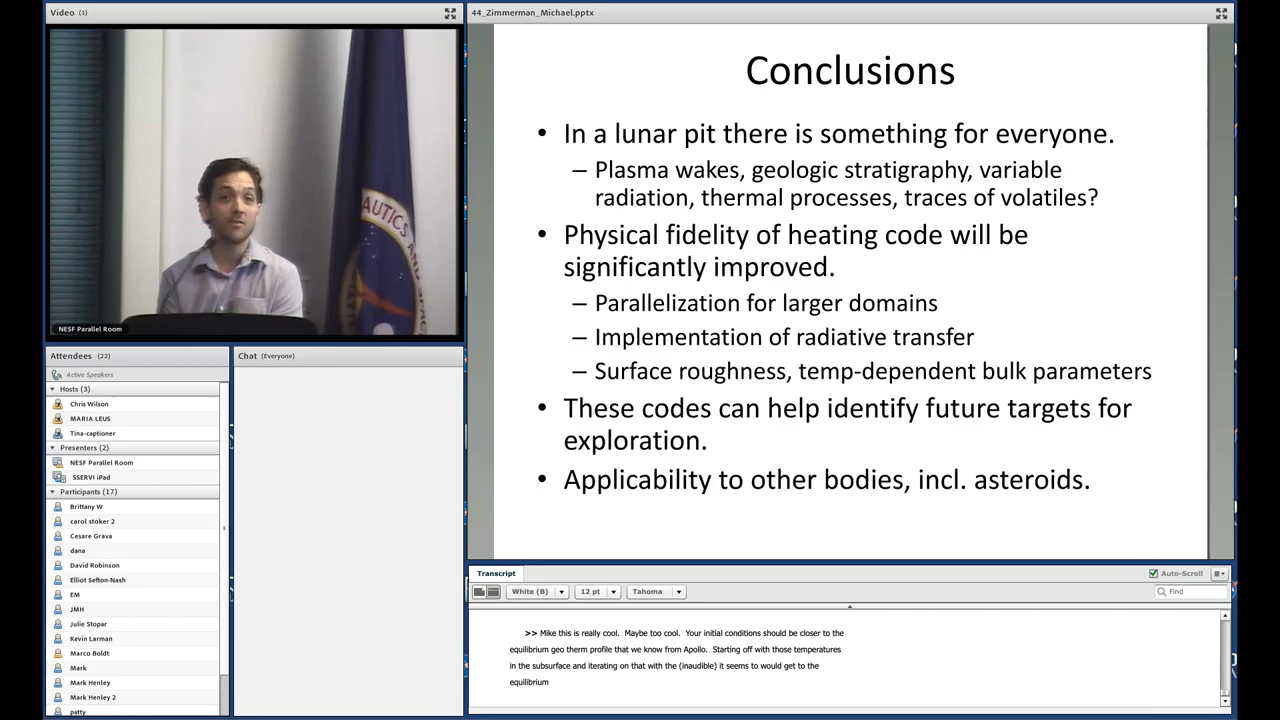 Video (1)
AUTICS AND SPACE
NESF Parallel Room
Attendees (22)
Active Speakers
Hosts (3)
Chris Wilson
MARIA LEUS
Tina-captioner
Presenters (2)
NESF Parallel Room
SSERVI iPad
Participants (17)
Brittany W
carol stoker 2
Cesare Grava
dana
David Robinson
Elliot Sefton-Nash
EM
JMH
Julie Stopar
Kevin Larman
Marco Boldt
Mark
Mark Henley
Mark Henley 2
patty
Chat (Everyone)
44_Zimmerman_Michael.pptx
Conclusions
• In a lunar pit there is something for everyone.
– Plasma wakes, geologic stratigraphy, variable
radiation, thermal processes, traces of volatiles?
• Physical fidelity of heating code will be
significantly improved.
– Parallelization for larger domains
– Implementation of radiative transfer
– Surface roughness, temp-dependent bulk parameters
• These codes can help identify future targets for
exploration.
• Applicability to other bodies, incl. asteroids.
Transcript
Auto-Scroll
White (B)
12 pt
Tahoma
Find
>> Mike this is really cool. Maybe too cool. Your initial conditions should be closer to the
equilibrium geo therm profile that we know from Apollo. Starting off with those temperatures
in the subsurface and iterating on that with the (inaudible) it seems to would get to the
equilibrium